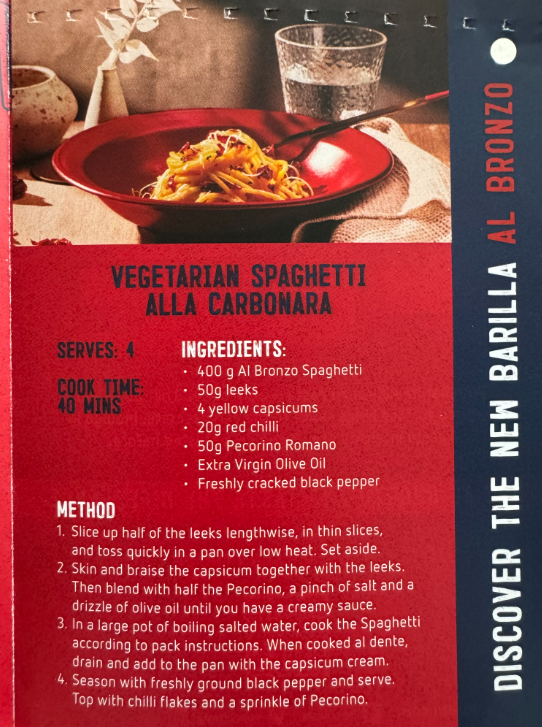 VEGETARIAN SPAGHETTI
ALLA CARBONARA
SERVES: 4
COOK TIME:
40 MINS
INGREDIENTS:
• 400 g Al Bronzo Spaghetti
• 50g leeks
• 4 yellow capsicums
• 20g red chilli
• 50g Pecorino Romano
• Extra Virgin Olive Oil
• Freshly cracked black pepper
METHOD
1. Slice up half of the leeks lengthwise, in thin slices,
and toss quickly in a pan over low heat. Set aside.
2. Skin and braise the capsicum together with the leeks.
Then blend with half the Pecorino, a pinch of salt and a
drizzle of olive oil until you have a creamy sauce.
3. In a large pot of boiling salted water, cook the Spaghetti
according to pack instructions. When cooked al dente,
drain and add to the pan with the capsicum cream.
4. Season with freshly ground black pepper and serve.
Top with chilli flakes and a sprinkle of Pecorino.
DISCOVER THE NEW BARILLA AL BRONZO